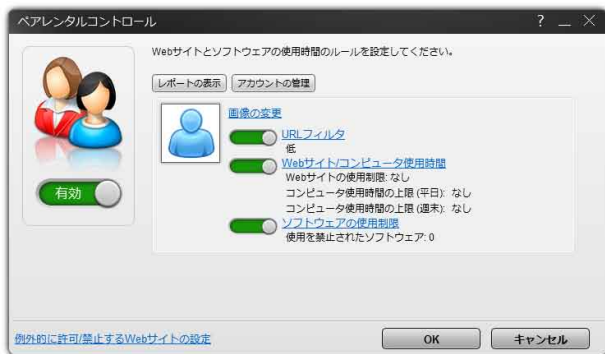 ペアレンタルコントロール
Webサイトとソフトウェアの使用時間のルールを設定してください。
レポートの表示 アカウントの管理
画像の変更
URLフィルタ
低
Webサイト/コンピュータ使用時間
Webサイトの使用制限: なし
コンピュータ使用時間の上限 (平日): なし
コンピュータ使用時間の上限 (週末): なし
ソフトウェアの使用制限
使用を禁止されたソフトウェア: 0
有効
例外的に許可/禁止するWebサイトの設定
OK キャンセル